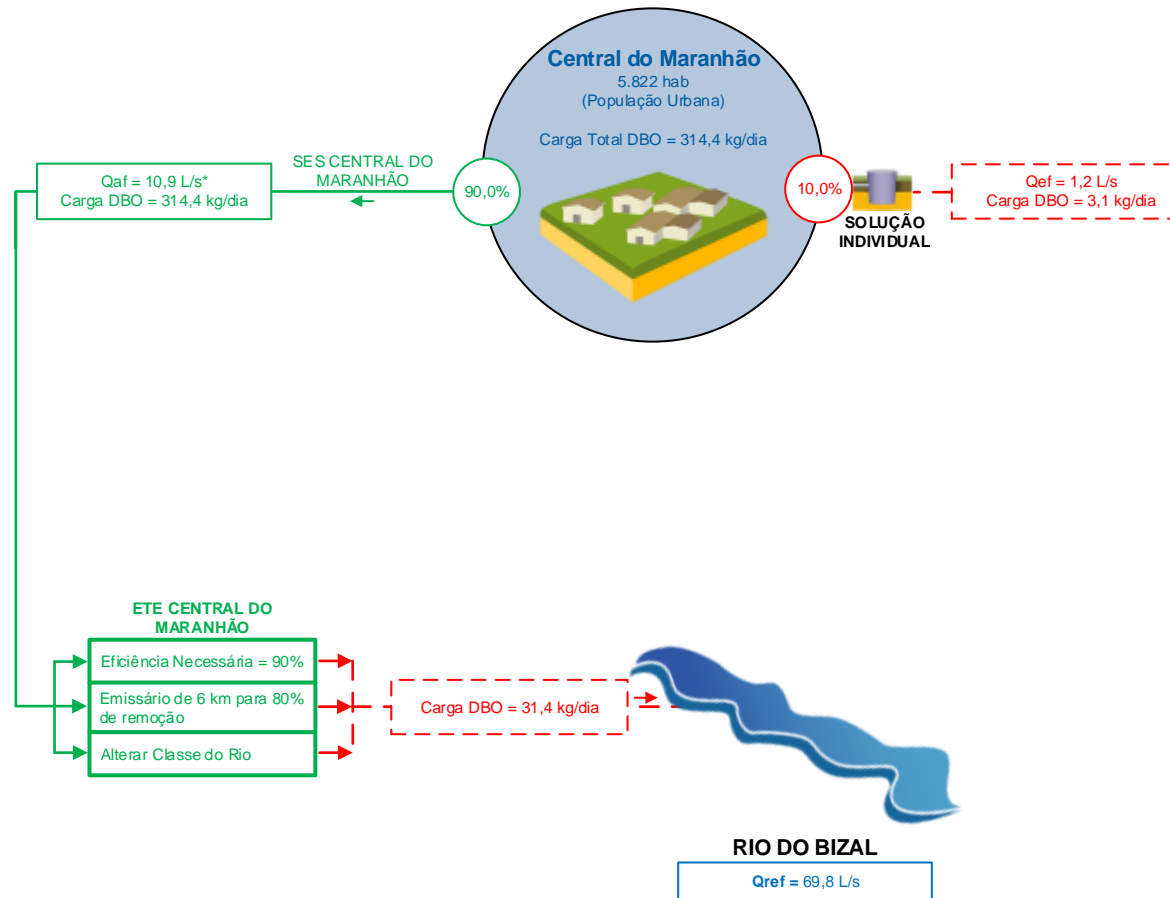 Central do Maranhão
5.822 hab
(População Urbana)
Carga Total DBO = 314,4 kg/dia
SES CENTRAL DO
MARANHÃO
Qaf = 10,9 L/s*
Carga DBO = 314,4 kg/dia
90,0%
10,0%
SOLUÇÃO
INDIVIDUAL
Qef = 1,2 L/s
Carga DBO = 3,1 kg/dia
ETE CENTRAL DO
MARANHÃO
Eficiência Necessária = 90%
Emissário de 6 km para 80%
de remoção
Alterar Classe do Rio
Carga DBO = 31,4 kg/dia
RIO DO BIZAL
Qref = 69,8 L/s